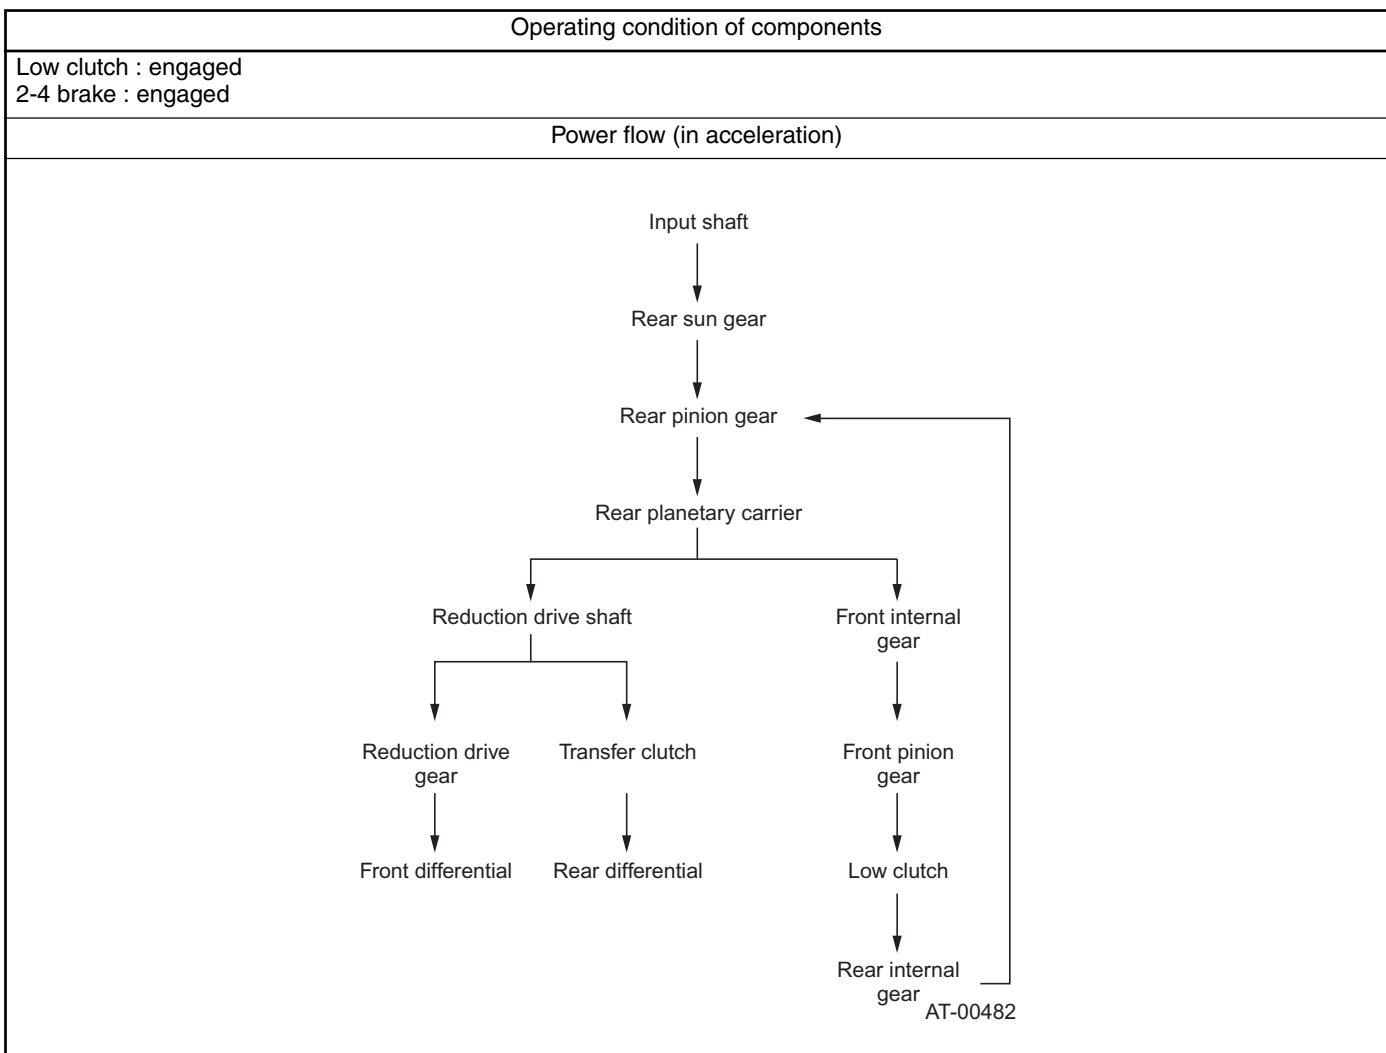 Operating condition of components
Low clutch : engaged
2-4 brake : engaged
Power flow (in acceleration)
Input shaft
Rear sun gear
Rear pinion gear
Rear planetary carrier
Reduction drive shaft
Front internal
gear
Reduction drive
gear
Transfer clutch
Front pinion
gear
Front differential
Rear differential
Low clutch
Rear internal
gear
AT-00482